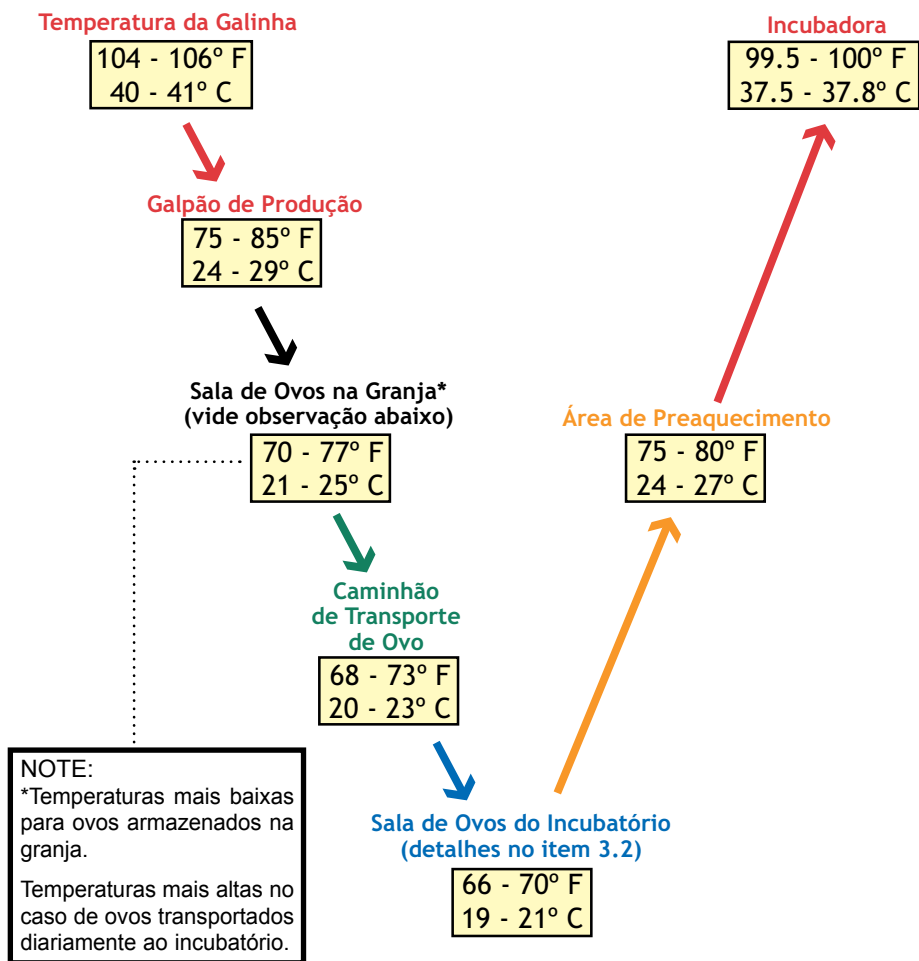 Temperatura da Galinha
104 - 106º F
40 - 41º C
Galpão de Produção
75 - 85º F
24 - 29º C
Sala de Ovos na Granja*
(vide observação abaixo)
70 - 77º F
21 - 25º C
Caminhão
de Transporte
de Ovo
68 - 73º F
20 - 23º C
Sala de Ovos do Incubatório
(detalhes no item 3.2)
66 - 70º F
19 - 21º C
Área de Preaquecimento
75 - 80º F
24 - 27º C
Incubadora
99.5 - 100º F
37.5 - 37.8º C
NOTE:
*Temperaturas mais baixas
para ovos armazenados na
granja.
Temperaturas mais altas no
caso de ovos transportados
diariamente ao incubatório.